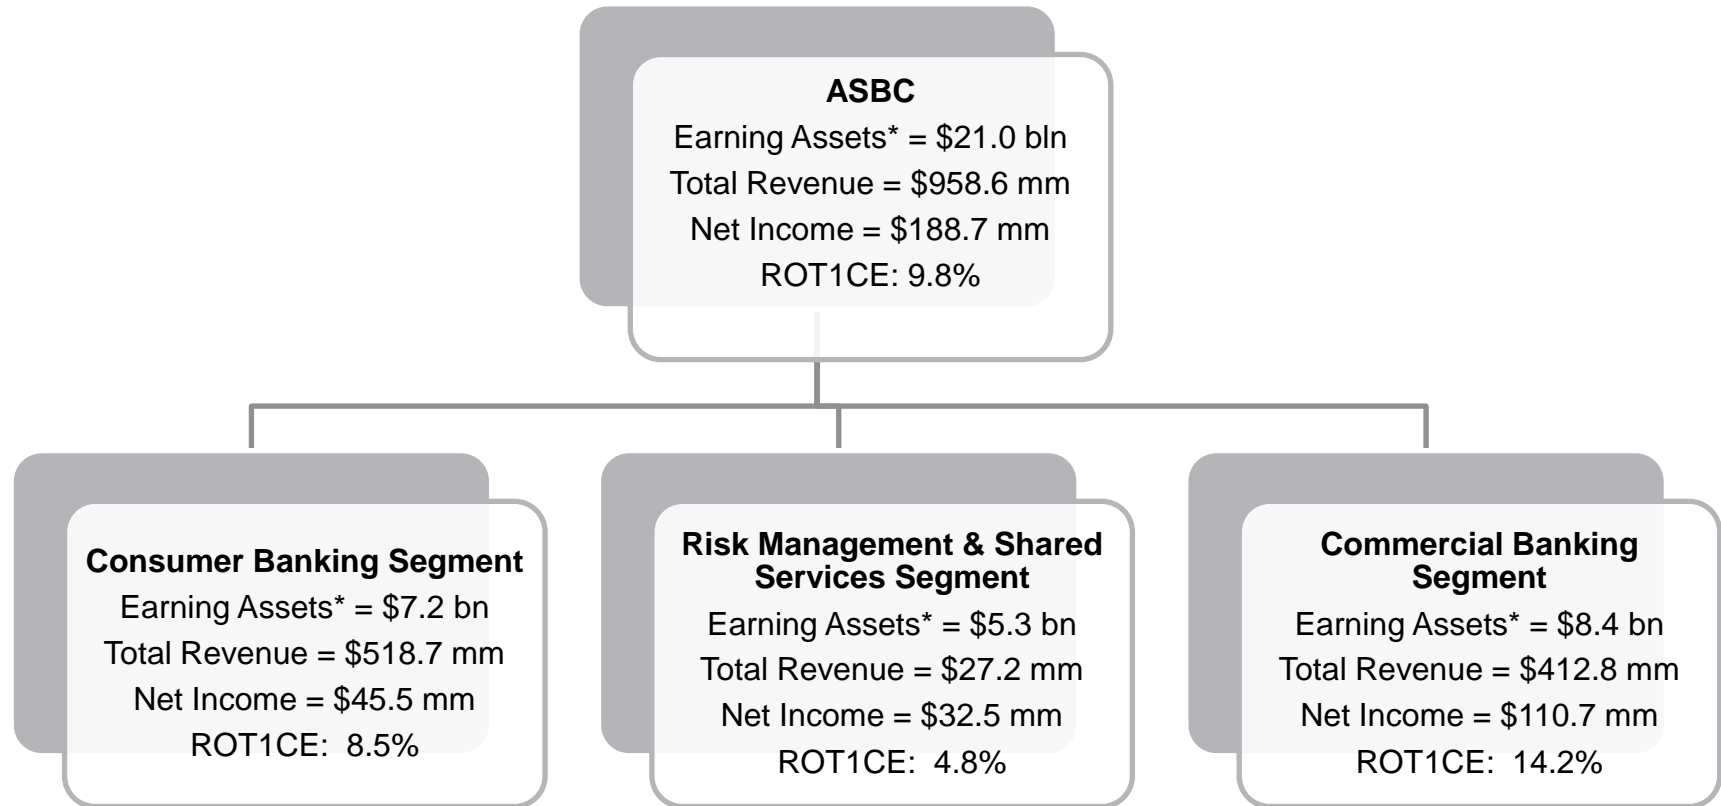 ASBC
Earning Assets* = $21.0 bln
Total Revenue = $958.6 mm
Net Income = $188.7 mm
ROT1CE: 9.8%
Consumer Banking Segment
Earning Assets* = $7.2 bn
Total Revenue = $518.7 mm
Net Income = $45.5 mm
ROT1CE:  8.5%
Risk Management & Shared
Services Segment
Earning Assets* = $5.3 bn
Total Revenue = $27.2 mm
Net Income = $32.5 mm
ROT1CE:  4.8%
Commercial Banking
Segment
Earning Assets* = $8.4 bn
Total Revenue = $412.8 mm
Net Income = $110.7 mm
ROT1CE:  14.2%